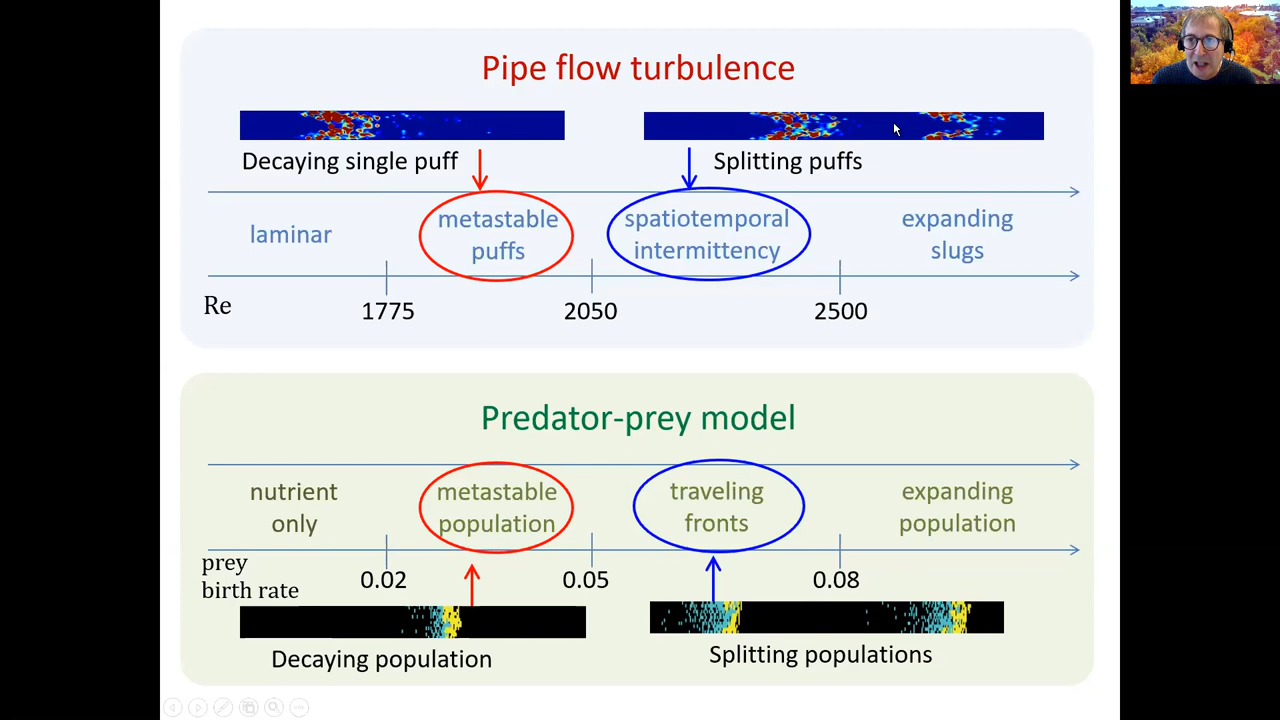 Pipe flow turbulence
Decaying single puff
Splitting puffs
laminar
metastable
puffs
spatiotemporal
intermittency
expanding
slugs
Re
1775
2050
2500
Predator-prey model
nutrient
only
metastable
population
traveling
fronts
expanding
population
prey
birth rate
0.02
0.05
0.08
Decaying population
Splitting populations